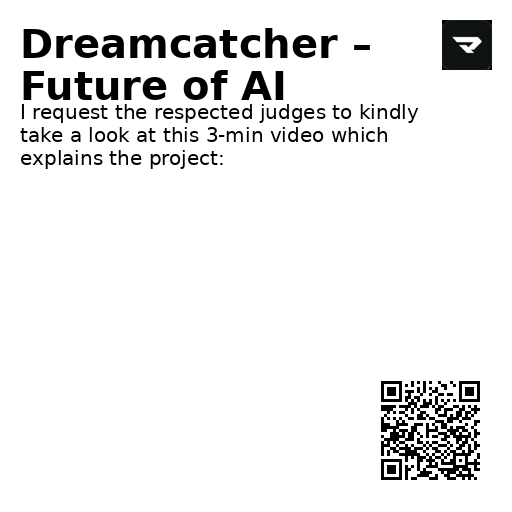 Dreamcatcher –
Future of AI
I request the respected judges to kindly
take a look at this 3-min video which
explains the project: